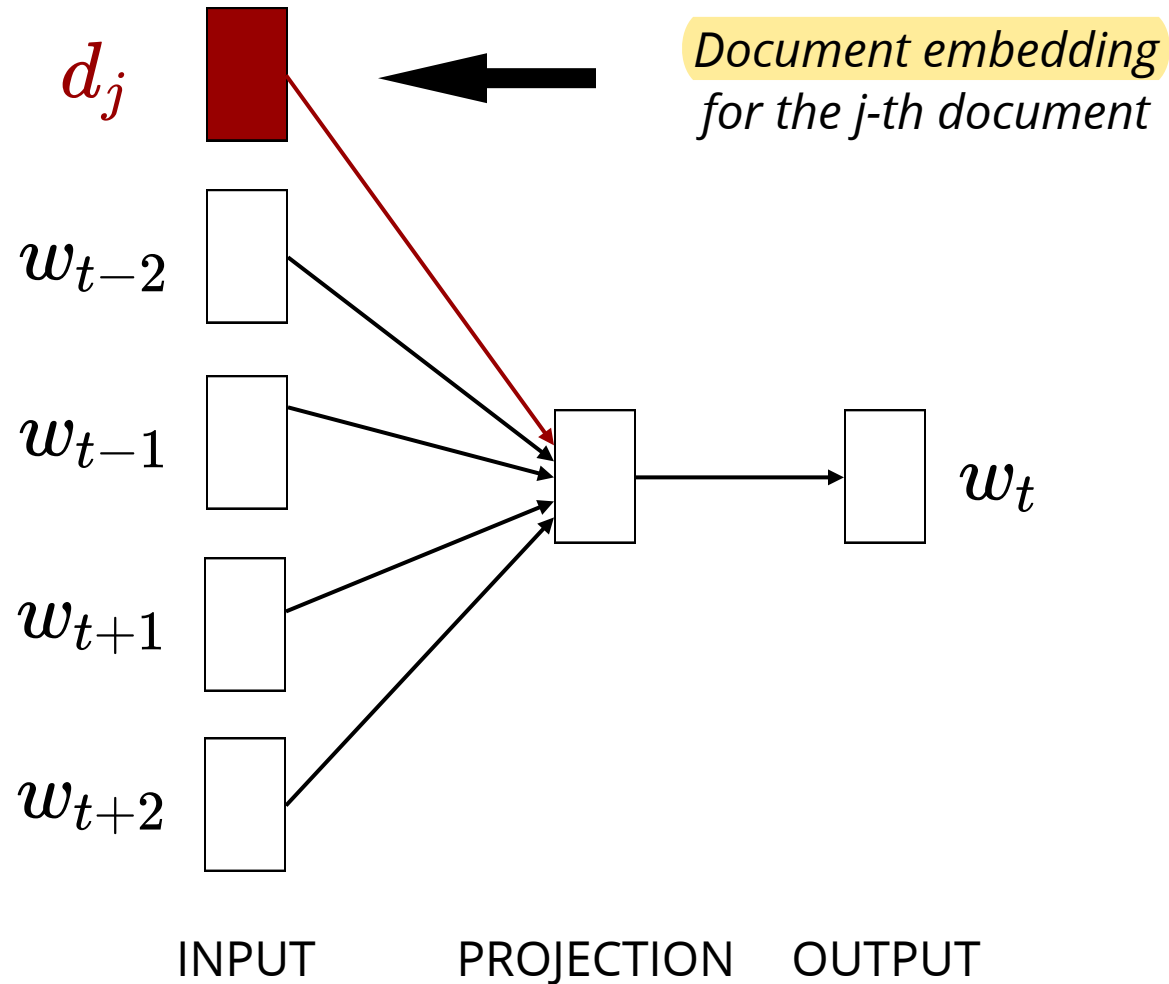 d_j
Document embedding
for the j-th document
w_{t-2}
w_{t-1}
w_t
w_{t+1}
w_{t+2}
INPUT PROJECTION OUTPUT